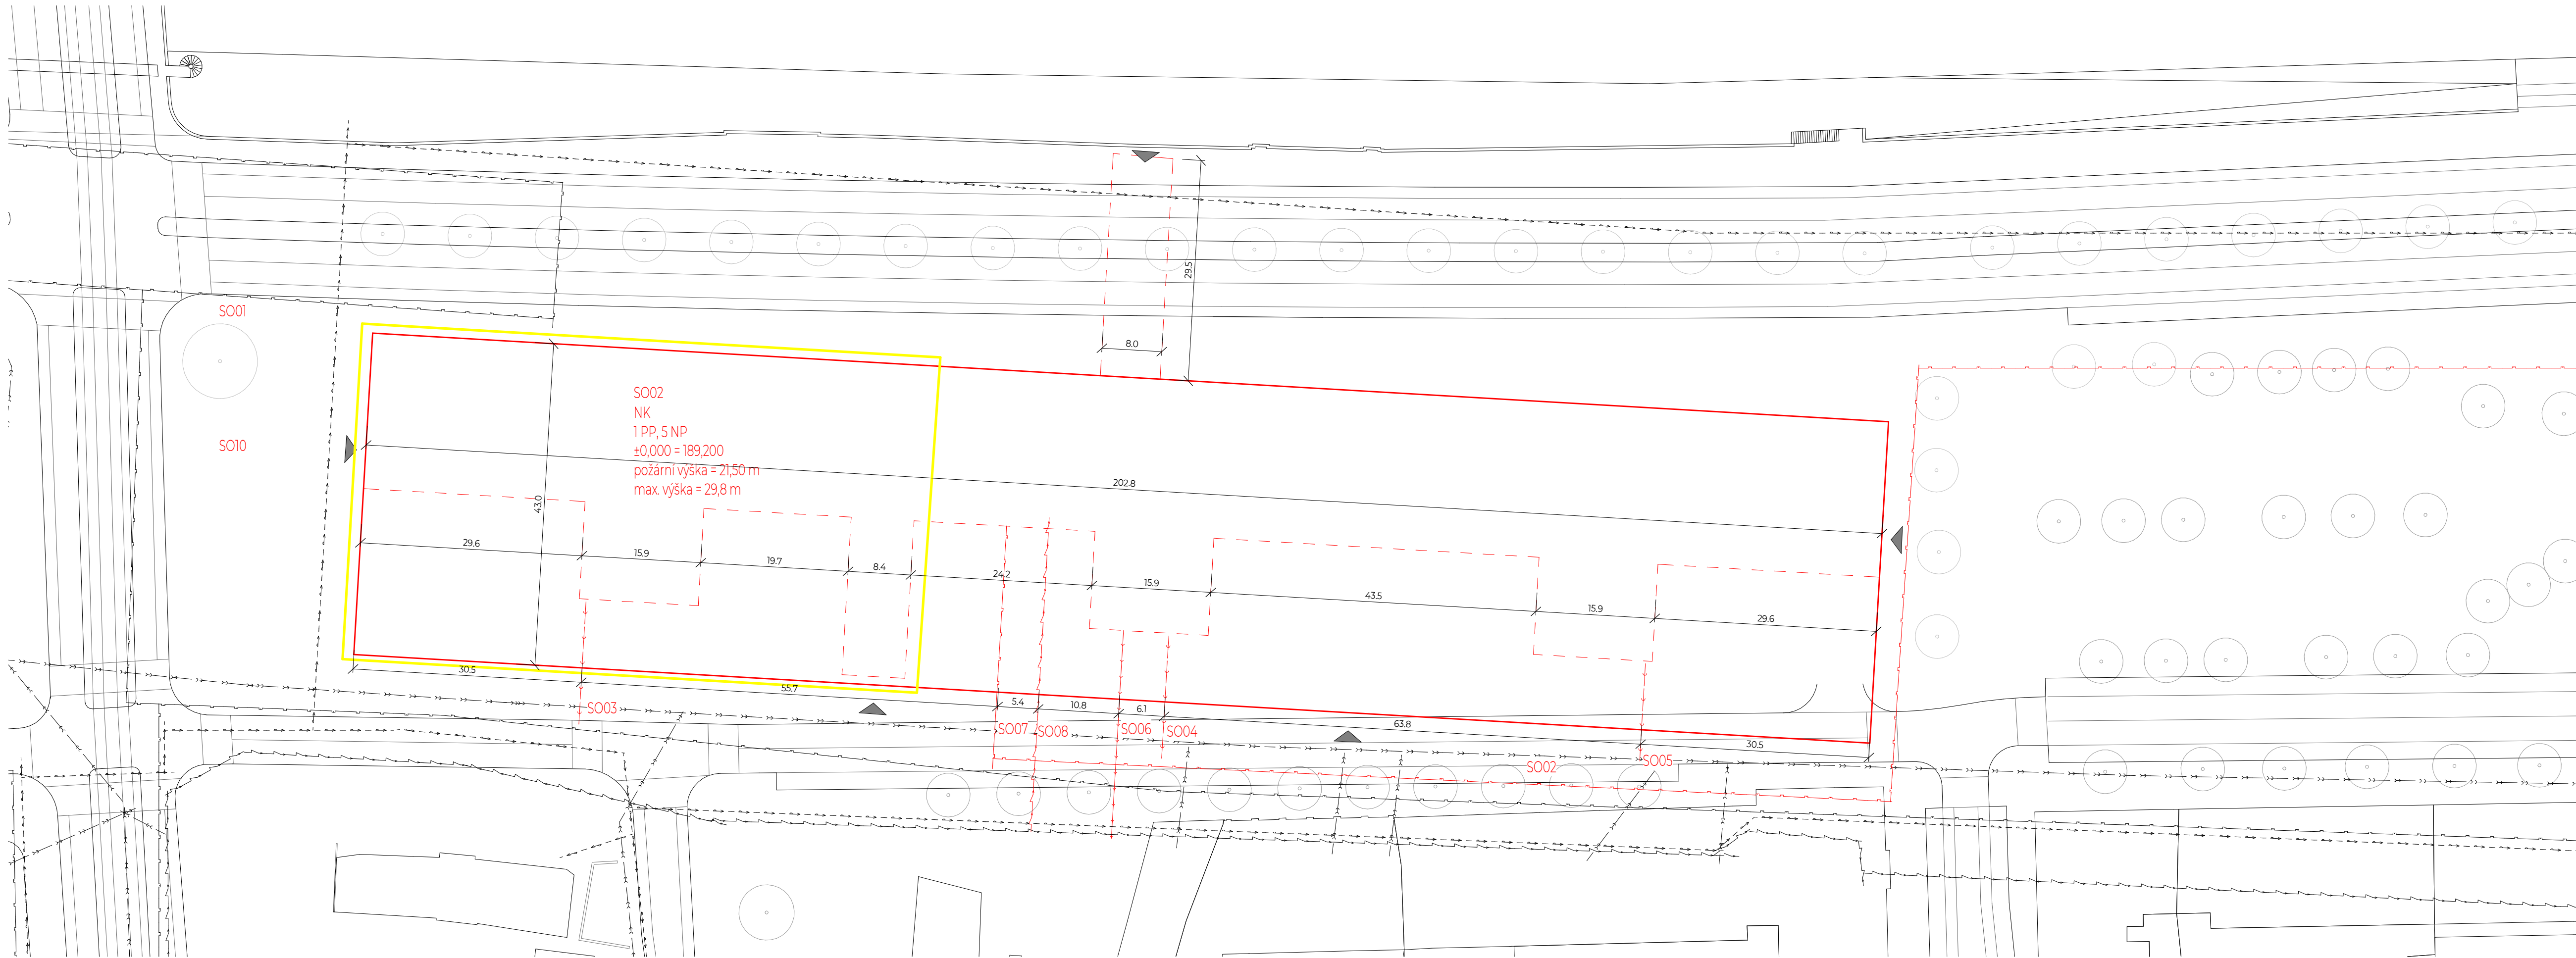 SO01
29.5
8.0
SO02
NK
1 PP, 5 NP
±0,000 = 189,200
požární výška = 21,50 m
max. výška = 29,8 m
SO10
202.8
43.0
29.6
15.9
19.7
8.4
24.2
15.9
43.5
15.9
29.6
30.5
55.7
5.4
10.8
6.1
63.8
30.5
SO03
SO07
SO08
SO06
SO04
SO02
SO05